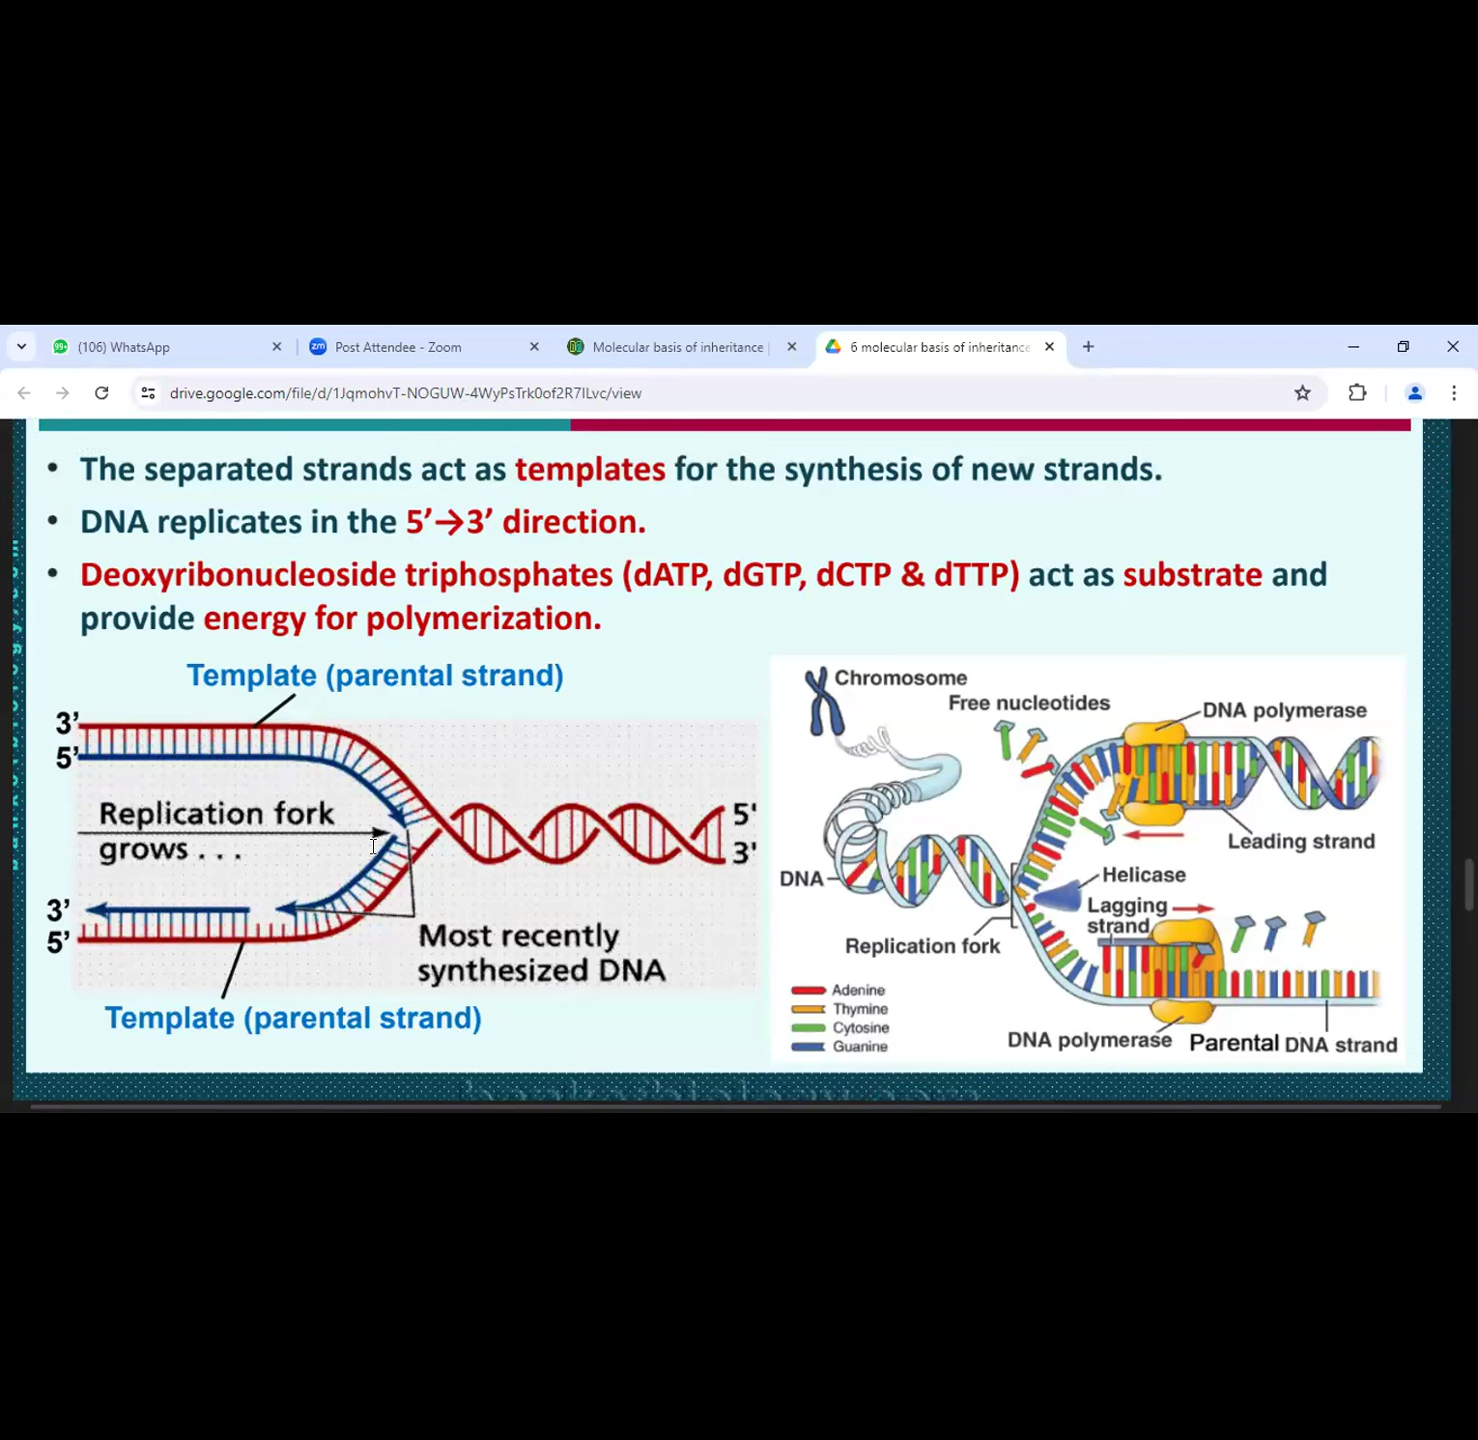 (106) WhatsApp
Post Attendee - Zoom
Molecular basis of inheritance |
6 molecular basis of inheritance
drive.google.com/file/d/1JqmohvT-NOGUW-4WyPsTrk0of2R7ILvc/view
• The separated strands act as templates for the synthesis of new strands.
• DNA replicates in the 5’→3’ direction.
• Deoxyribonucleoside triphosphates (dATP, dGTP, dCTP & dTTP) act as substrate and
provide energy for polymerization.
Template (parental strand)
3’
5’
Replication fork
grows . . .
5'
3'
3’
5’
Most recently
synthesized DNA
Template (parental strand)
Chromosome
Free nucleotides
DNA polymerase
Leading strand
DNA
Helicase
Lagging
strand
Replication fork
Adenine
Thymine
Cytosine
Guanine
DNA polymerase
Parental DNA strand